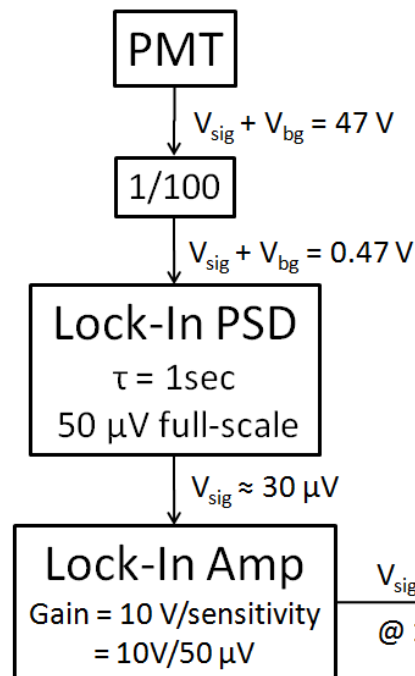 PMT
V_sig + V_bg = 47 V
1/100
V_sig + V_bg = 0.47 V
Lock-In PSD
τ = 1sec
50 μV full-scale
V_sig ≈ 30 μV
Lock-In Amp
Gain = 10 V/sensitivity
= 10V/50 μV
V_sig
@